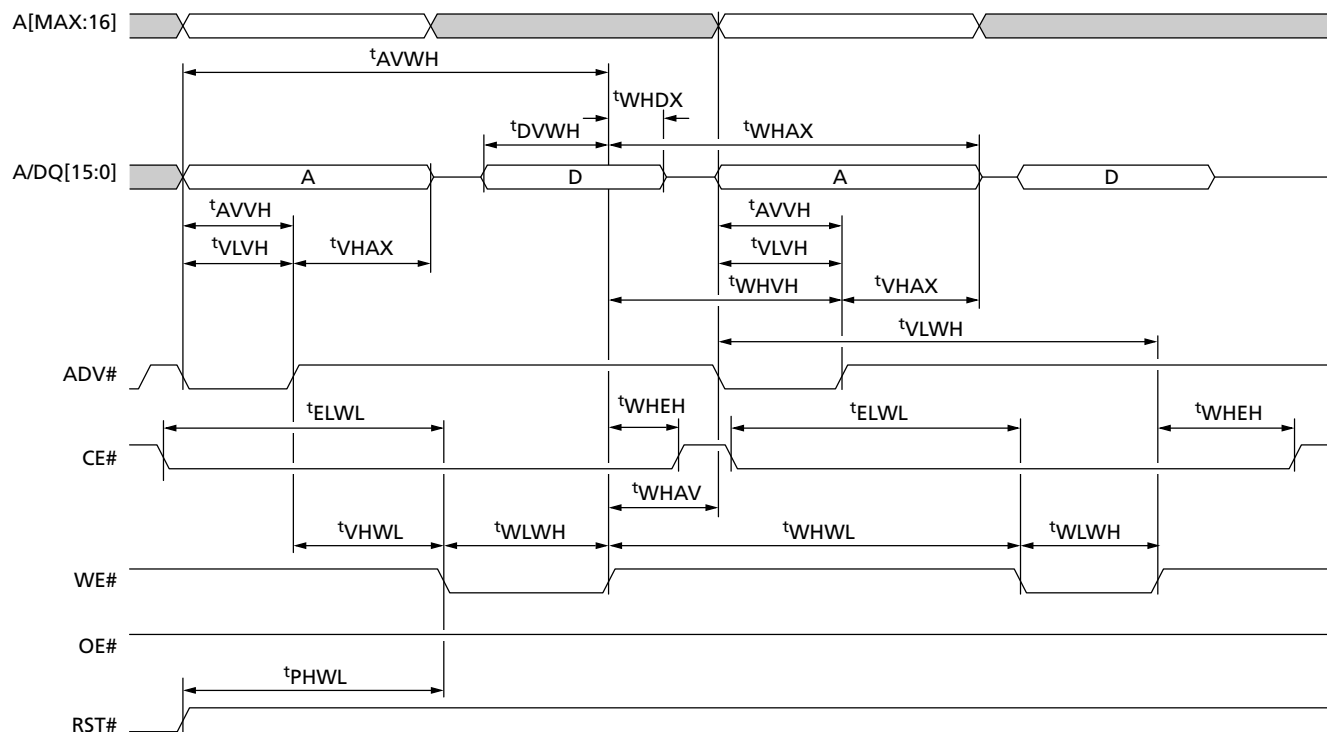 A[MAX:16]
tAVWH
tWHDX
tDVWH
tWHAX
A/DQ[15:0]
A
D
A
D
tAVVH
tAVVH
tVLVH
tVHAX
tVLVH
tWHVH
tVHAX
tVLWH
ADV#
tELWL
tWHEH
tELWL
tWHEH
CE#
tWHAV
tVHWL
tWLWH
tWHWL
tWLWH
WE#
OE#
tPHWL
RST#